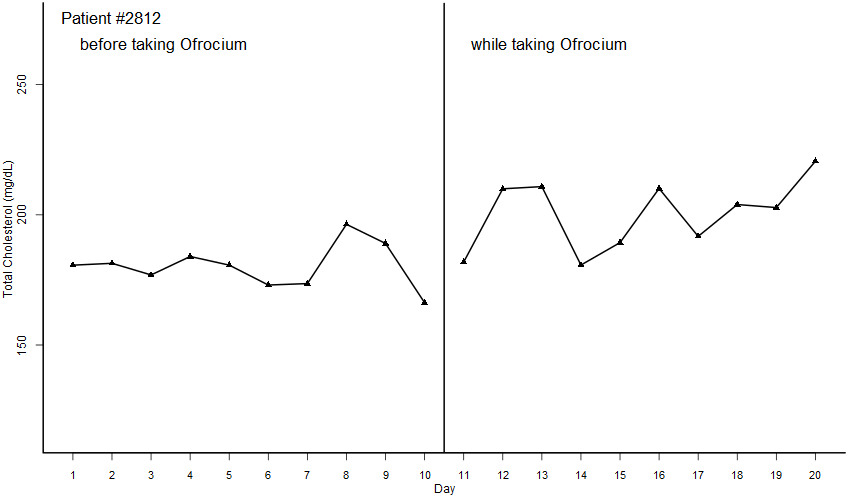 Patient #2812
before taking Ofrocium
while taking Ofrocium
Total Cholesterol (mg/dL)
250
200
150
1 2 3 4 5 6 7 8 9 10 11 12 13 14 15 16 17 18 19 20
Day